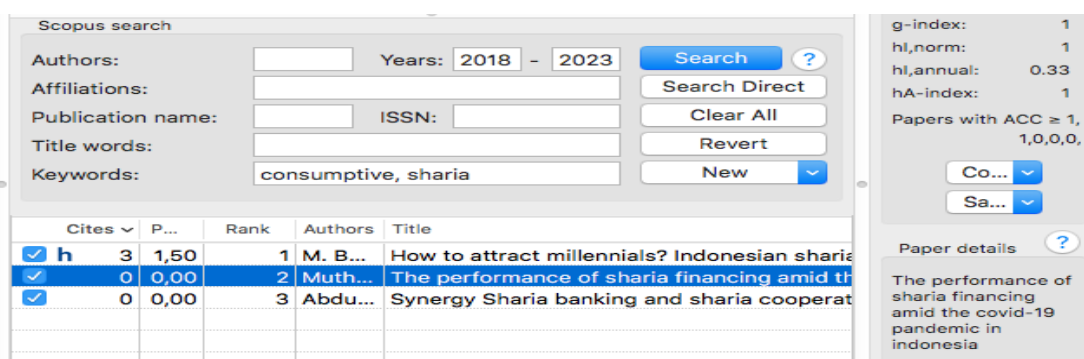 Scopus search
Authors: Years: 2018 - 2023 Search ?
Affiliations: Search Direct
Publication name: ISSN: Clear All
Title words: Revert
Keywords: consumptive, sharia New
Cites P... Rank Authors Title
h 3 1,50 1 M. B... How to attract millennials? Indonesian sharia
0 0,00 2 Muth... The performance of sharia financing amid th
0 0,00 3 Abdu... Synergy Sharia banking and sharia cooperat
g-index: 1
hI,norm: 1
hI,annual: 0.33
hA-index: 1
Papers with ACC ≥ 1,
1,0,0,0,
Co...
Sa...
Paper details ?
The performance of
sharia financing
amid the covid-19
pandemic in
indonesia